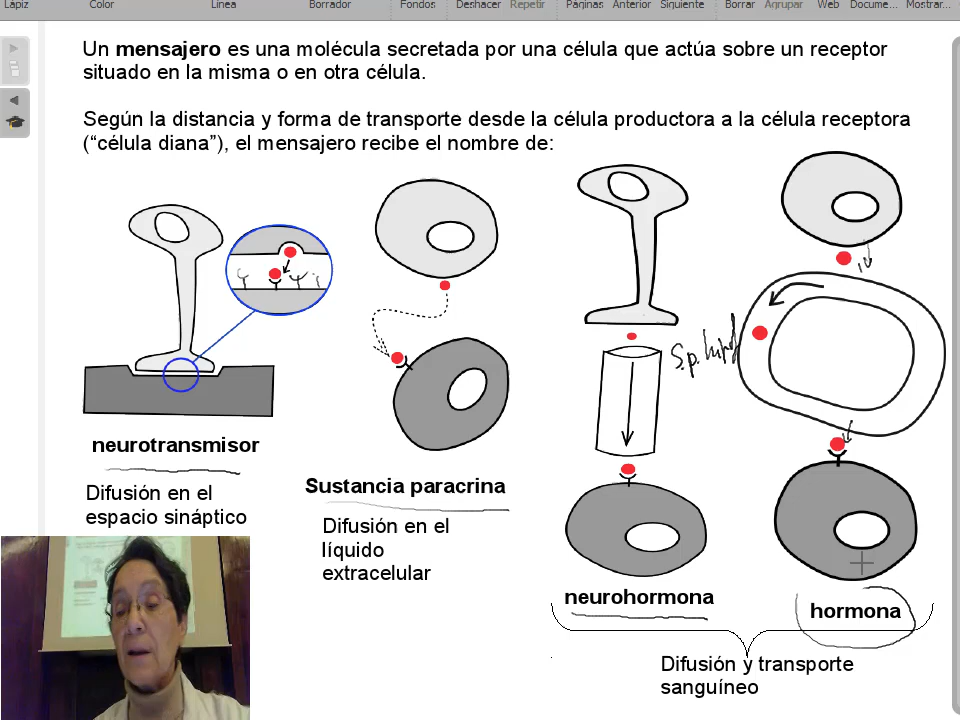 Lápiz Color Línea Borrador Fondos Deshacer Repetir Páginas Anterior Siguiente Borrar Agrupar Web Docume... Mostrar...
Un mensajero es una molécula secretada por una célula que actúa sobre un receptor
situado en la misma o en otra célula.
Según la distancia y forma de transporte desde la célula productora a la célula receptora
(“célula diana”), el mensajero recibe el nombre de:
neurotransmisor
Difusión en el
espacio sináptico
Sustancia paracrina
Difusión en el
líquido
extracelular
S.p.
neurohormona
hormona
Difusión y transporte
sanguíneo